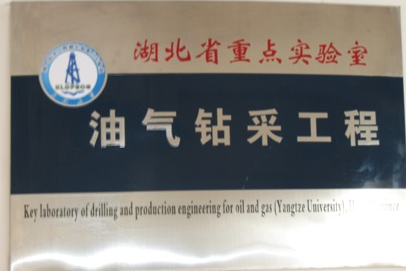 湖北省重点实验室
油气钻采工程
Key laboratory of drilling and production engineering for oil and gas (Yangtze University),